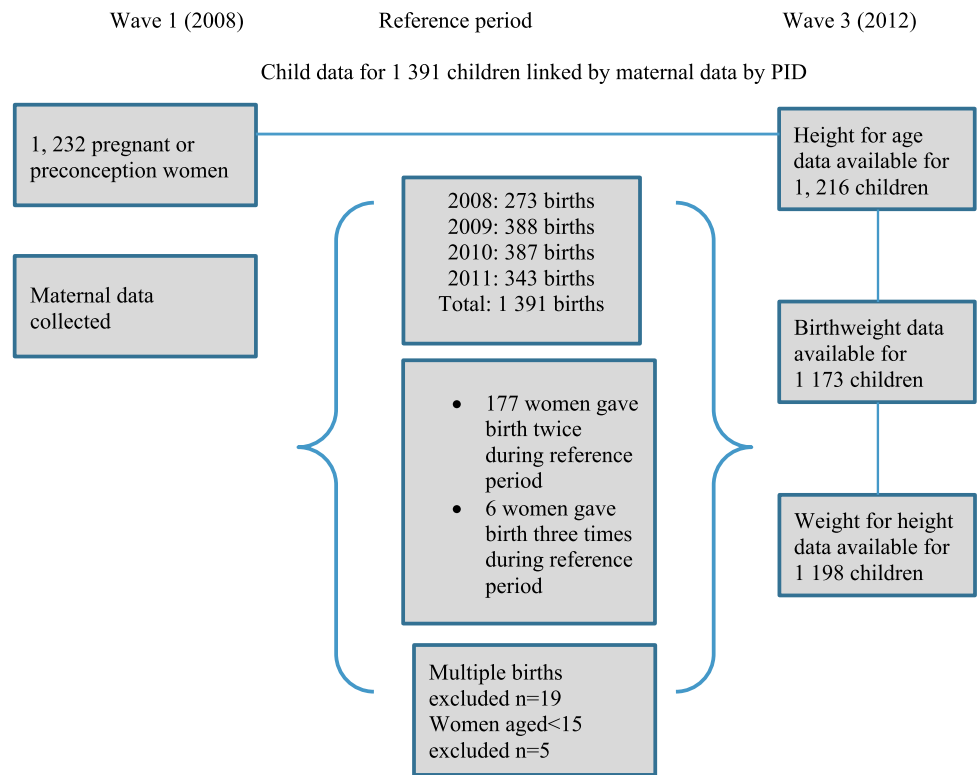 Wave 1 (2008)
Reference period
Wave 3 (2012)
Child data for 1 391 children linked by maternal data by PID
1, 232 pregnant or
preconception women
Maternal data
collected
2008: 273 births
2009: 388 births
2010: 387 births
2011: 343 births
Total: 1 391 births
• 177 women gave
birth twice
during reference
period
• 6 women gave
birth three times
during reference
period
Multiple births
excluded n=19
Women aged<15
excluded n=5
Height for age
data available for
1, 216 children
Birthweight data
available for
1 173 children
Weight for height
data available for
1 198 children